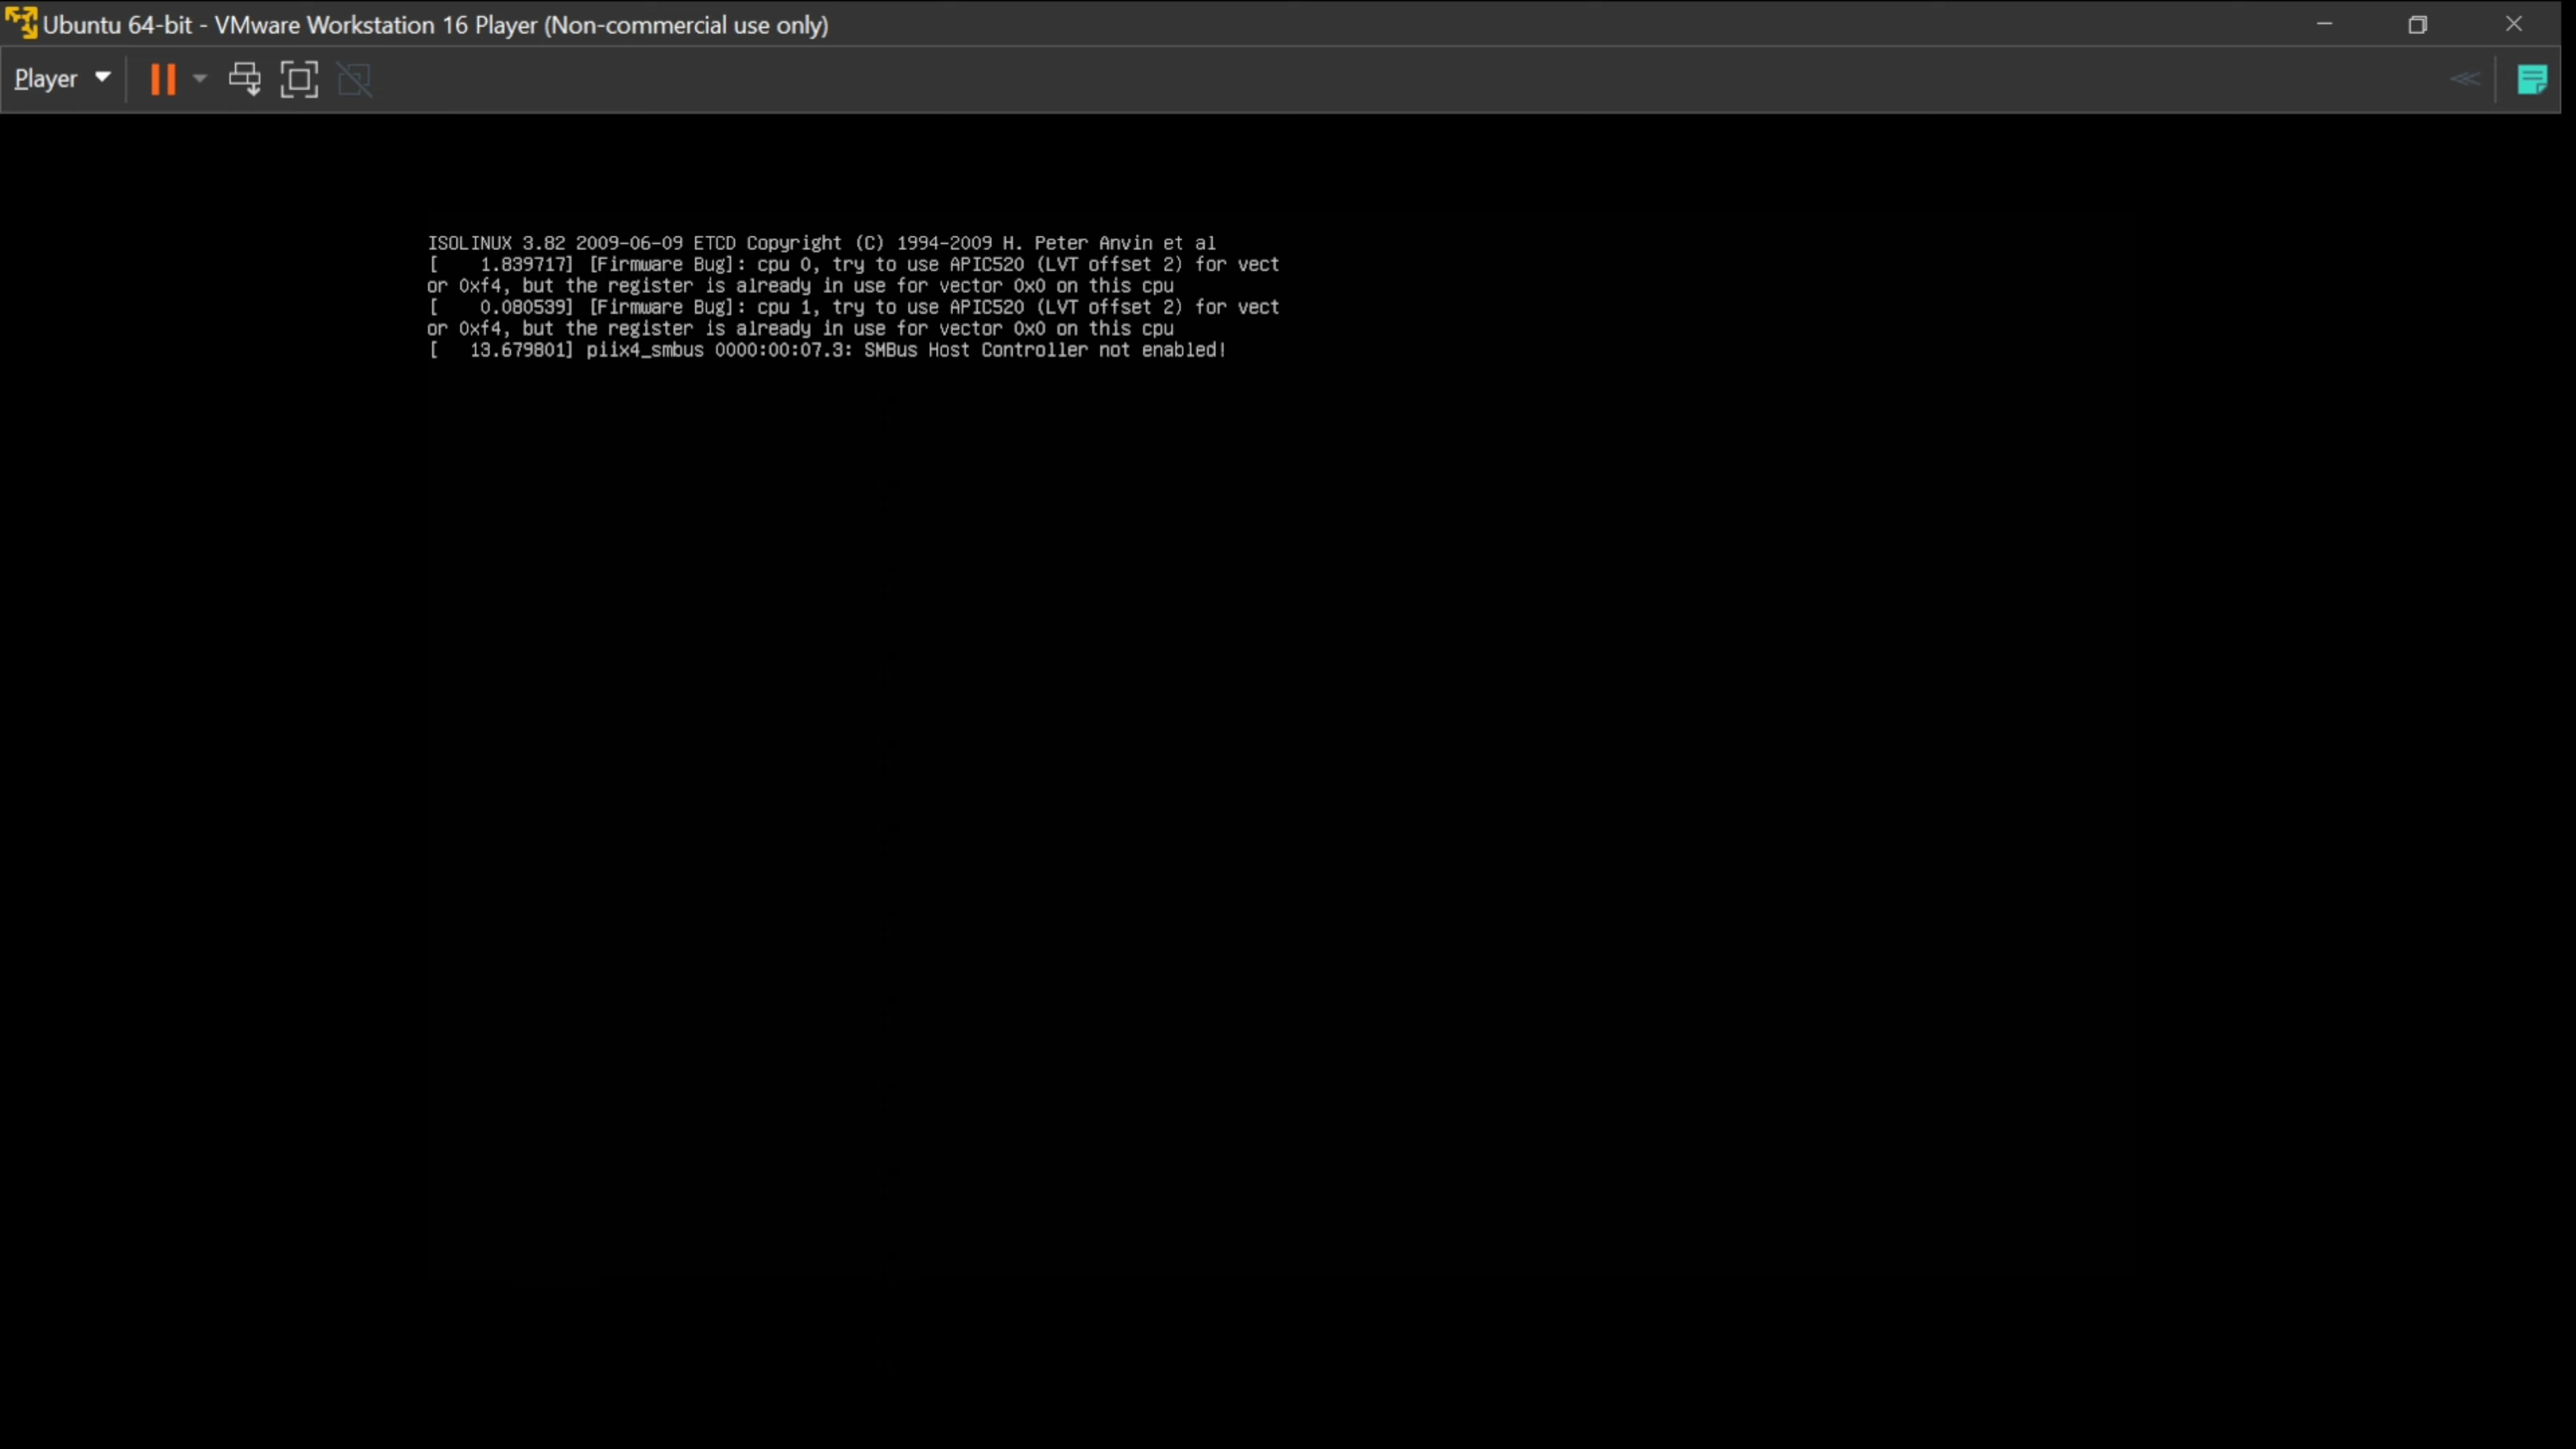 Ubuntu 64-bit - VMware Workstation 16 Player (Non-commercial use only)
Player
ISOLINUX 3.82 2009-06-09 ETCD Copyright (C) 1994-2009 H. Peter Anvin et al
[    1.839717] [Firmware Bug]: cpu 0, try to use APIC520 (LVT offset 2) for vect
or 0xf4, but the register is already in use for vector 0x0 on this cpu
[    0.080539] [Firmware Bug]: cpu 1, try to use APIC520 (LVT offset 2) for vect
or 0xf4, but the register is already in use for vector 0x0 on this cpu
[   13.679801] piix4_smbus 0000:00:07.3: SMBus Host Controller not enabled!